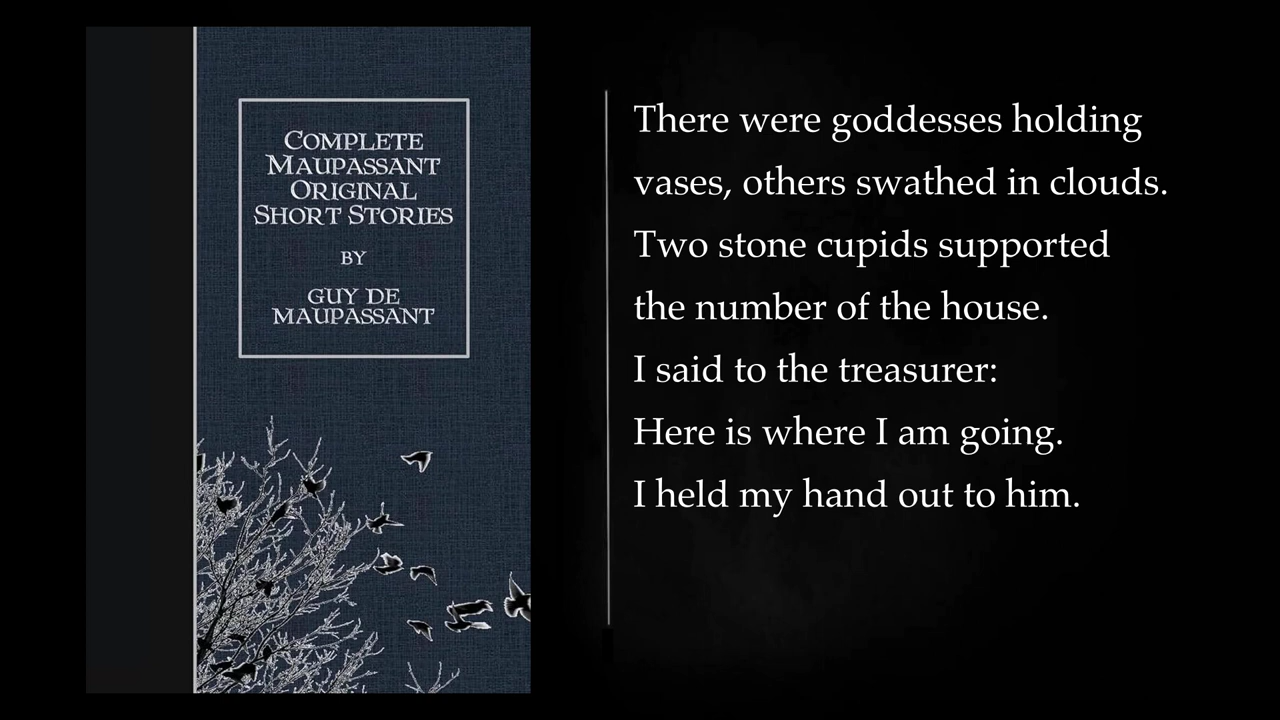 COMPLETE
MAUPASSANT
ORIGINAL
SHORT STORIES
BY
GUY DE
MAUPASSANT
There were goddesses holding
vases, others swathed in clouds.
Two stone cupids supported
the number of the house.
I said to the treasurer:
Here is where I am going.
I held my hand out to him.